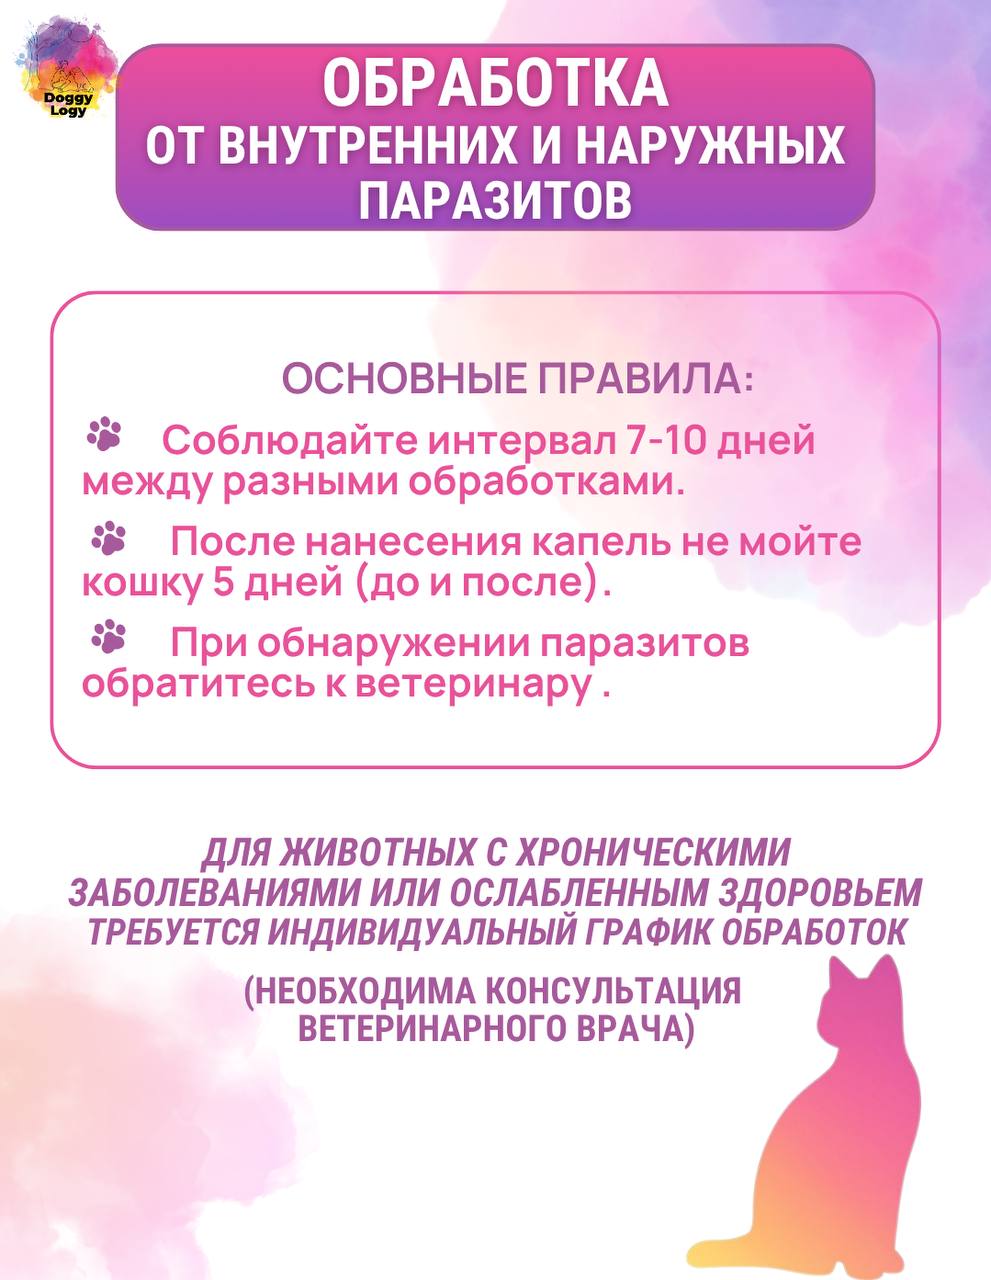 Doggy
Logy
ОБРАБОТКА
ОТ ВНУТРЕННИХ И НАРУЖНЫХ
ПАРАЗИТОВ
ОСНОВНЫЕ ПРАВИЛА:
Соблюдайте интервал 7-10 дней
между разными обработками.
После нанесения капель не мойте
кошку 5 дней (до и после).
При обнаружении паразитов
обратитесь к ветеринару .
ДЛЯ ЖИВОТНЫХ С ХРОНИЧЕСКИМИ
ЗАБОЛЕВАНИЯМИ ИЛИ ОСЛАБЛЕННЫМ ЗДОРОВЬЕМ
ТРЕБУЕТСЯ ИНДИВИДУАЛЬНЫЙ ГРАФИК ОБРАБОТОК
(НЕОБХОДИМА КОНСУЛЬТАЦИЯ
ВЕТЕРИНАРНОГО ВРАЧА)